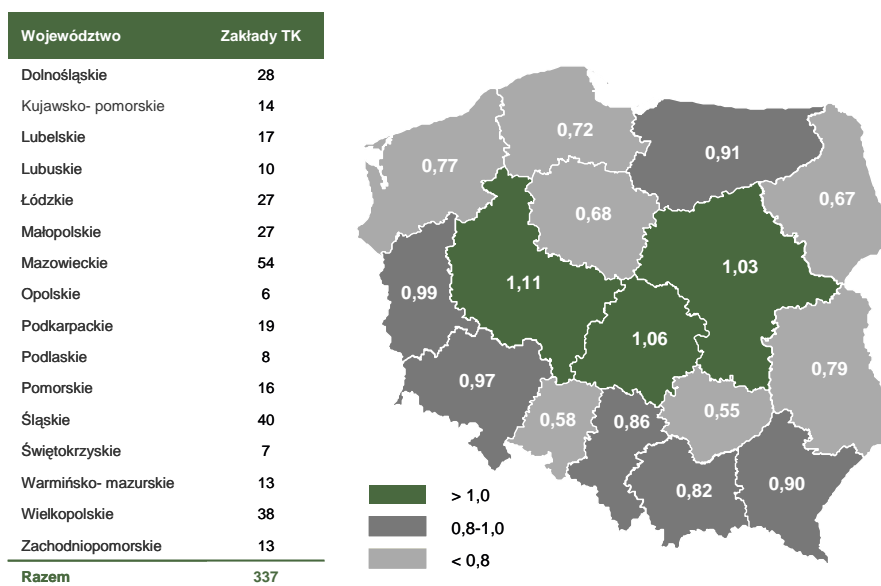 Województwo Zakłady TK
Dolnośląskie 28
Kujawsko- pomorskie 14
Lubelskie 17
Lubuskie 10
Łódzkie 27
Małopolskie 27
Mazowieckie 54
Opolskie 6
Podkarpackie 19
Podlaskie 8
Pomorskie 16
Śląskie 40
Świętokrzyskie 7
Warmińsko- mazurskie 13
Wielkopolskie 38
Zachodniopomorskie 13
Razem 337
0,72
0,77
0,91
0,67
0,68
1,03
1,11
0,99
1,06
0,79
0,97
0,58
0,86
0,55
0,82
0,90
> 1,0
0,8-1,0
< 0,8